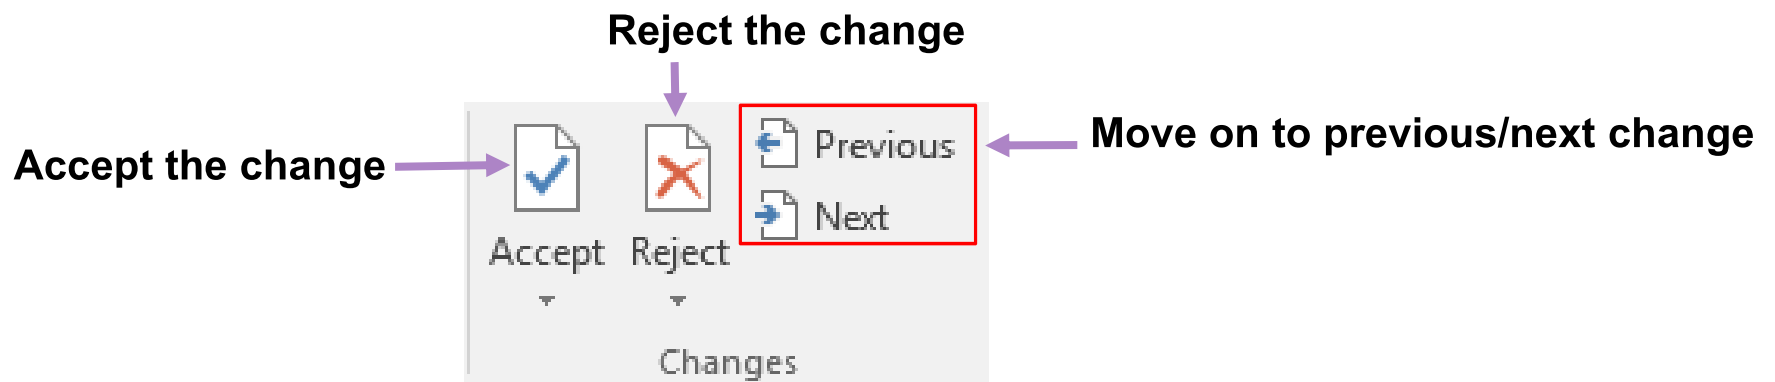 Reject the change
Accept the change
Move on to previous/next change
Previous
Next
Accept
Reject
Changes